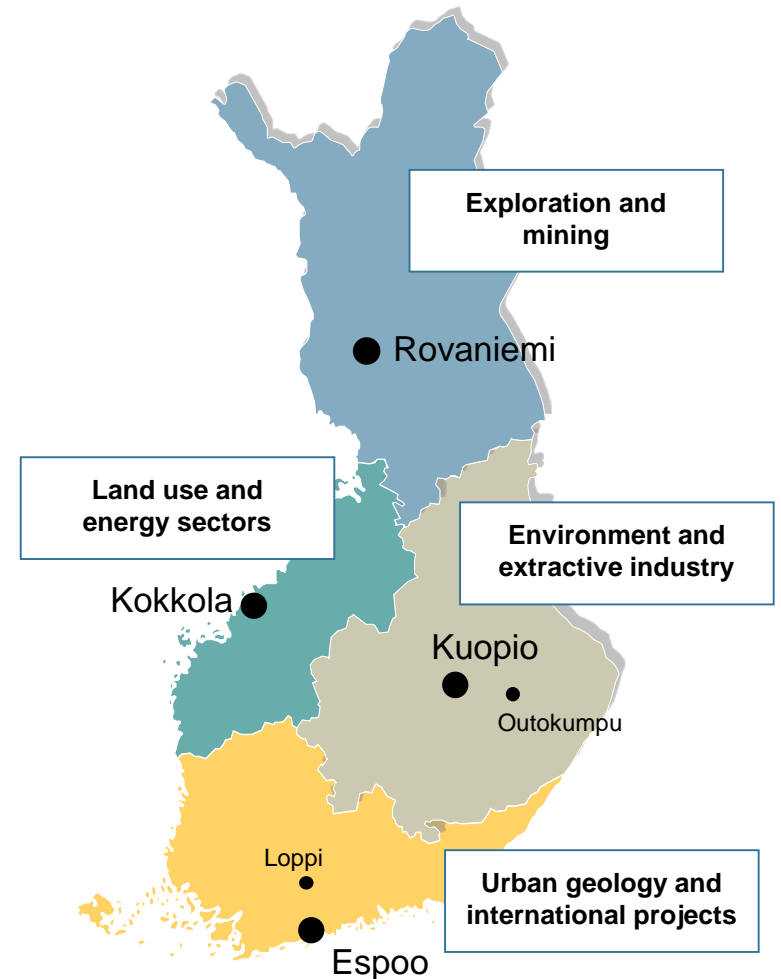 Exploration and
mining
Rovaniemi
Land use and
energy sectors
Environment and
extractive industry
Kokkola
Kuopio
Outokumpu
Loppi
Urban geology and
international projects
Espoo